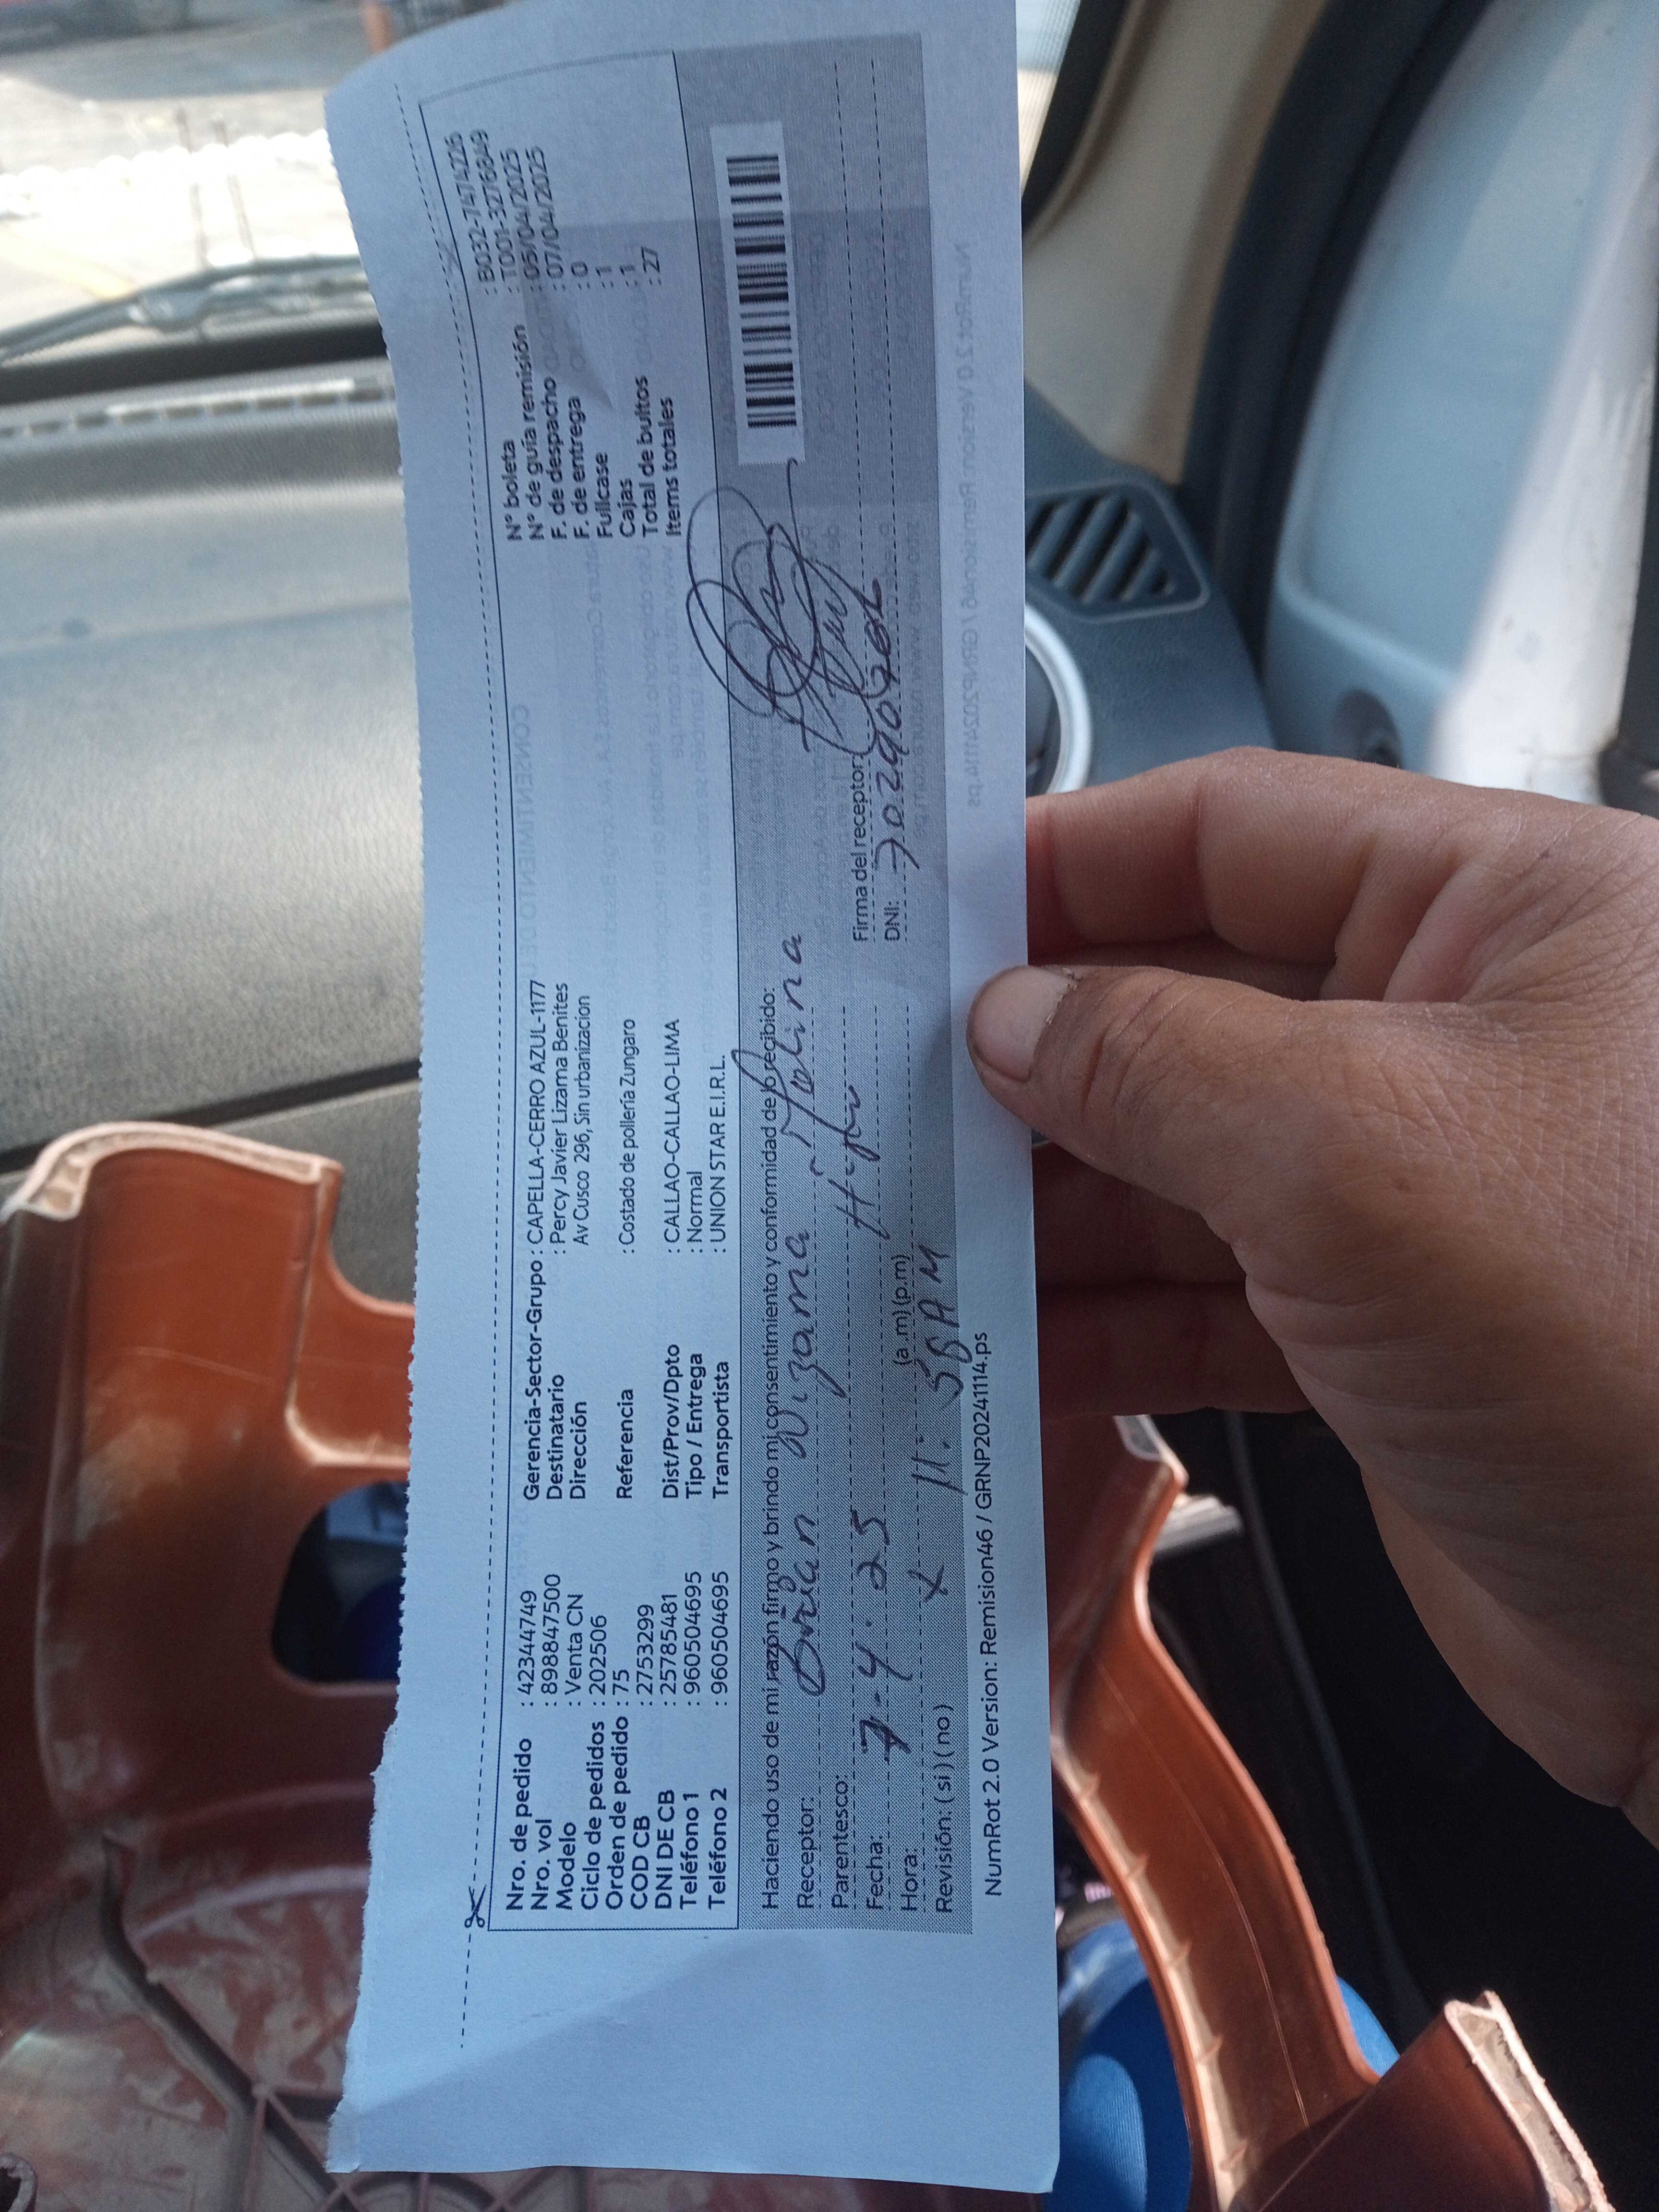 Nro. de pedido : 42344749
Nro. vol : 898847500
Modelo : Venta CN
Ciclo de pedidos : 202506
Orden de pedido : 75
COD CB : 2753299
DNI DE CB : 25785481
Teléfono 1 : 960504695
Teléfono 2 : 960504695
Gerencia-Sector-Grupo : CAPELLA-CERRO AZUL-1177
Destinatario : Percy Javier Lizama Benites
Dirección Av Cusco 296, Sin urbanizacion
Referencia : Costado de pollería Zungaro
Dist/Prov/Dpto : CALLAO-CALLAO-LIMA
Tipo / Entrega : Normal
Transportista : UNION STAR E.I.R.L.
N° boleta : B032-7474226
N° de guía remisión : T001-3276849
F. de despacho : 05/04/2025
F. de entrega : 07/04/2025
Fullcase : 0
Cajas : 1
Total de bultos : 1
Items totales : 27
Haciendo uso de mi razón firmo y brindo mi consentimiento y conformidad de lo recibido:
Receptor: Brian Lizama Molina
Parentesco: Hijo
Firma del receptor:
Fecha: 7-4.25
DNI:
Hora: (a.m) (p.m) 11:58AM
Revisión: ( si ) ( no ) X
NumRot 2.0 Version: Remision46 / GRNP20241114.ps